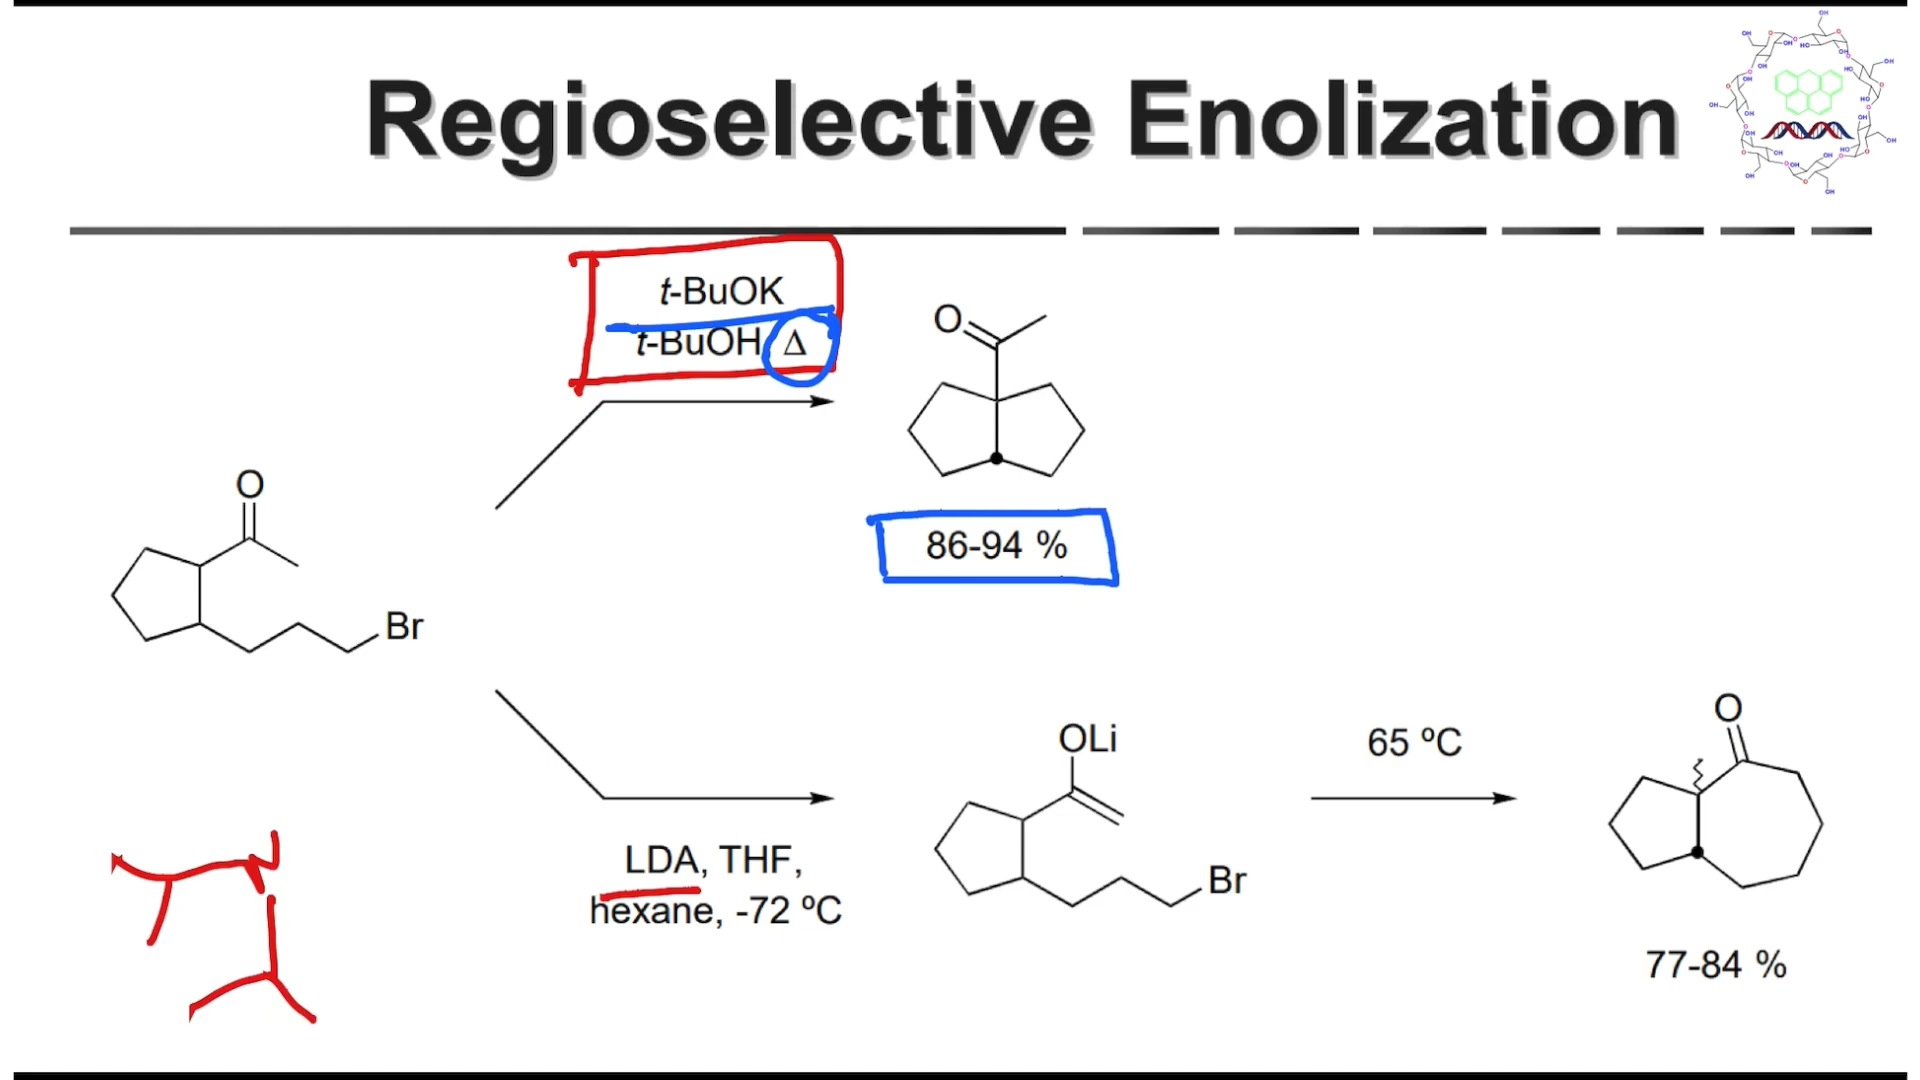 Regioselective Enolization
t-BuOK
t-BuOH Δ
O
86-94 %
O
Br
LDA, THF,
hexane, -72 ºC
OLi
Br
65 ºC
O
77-84 %